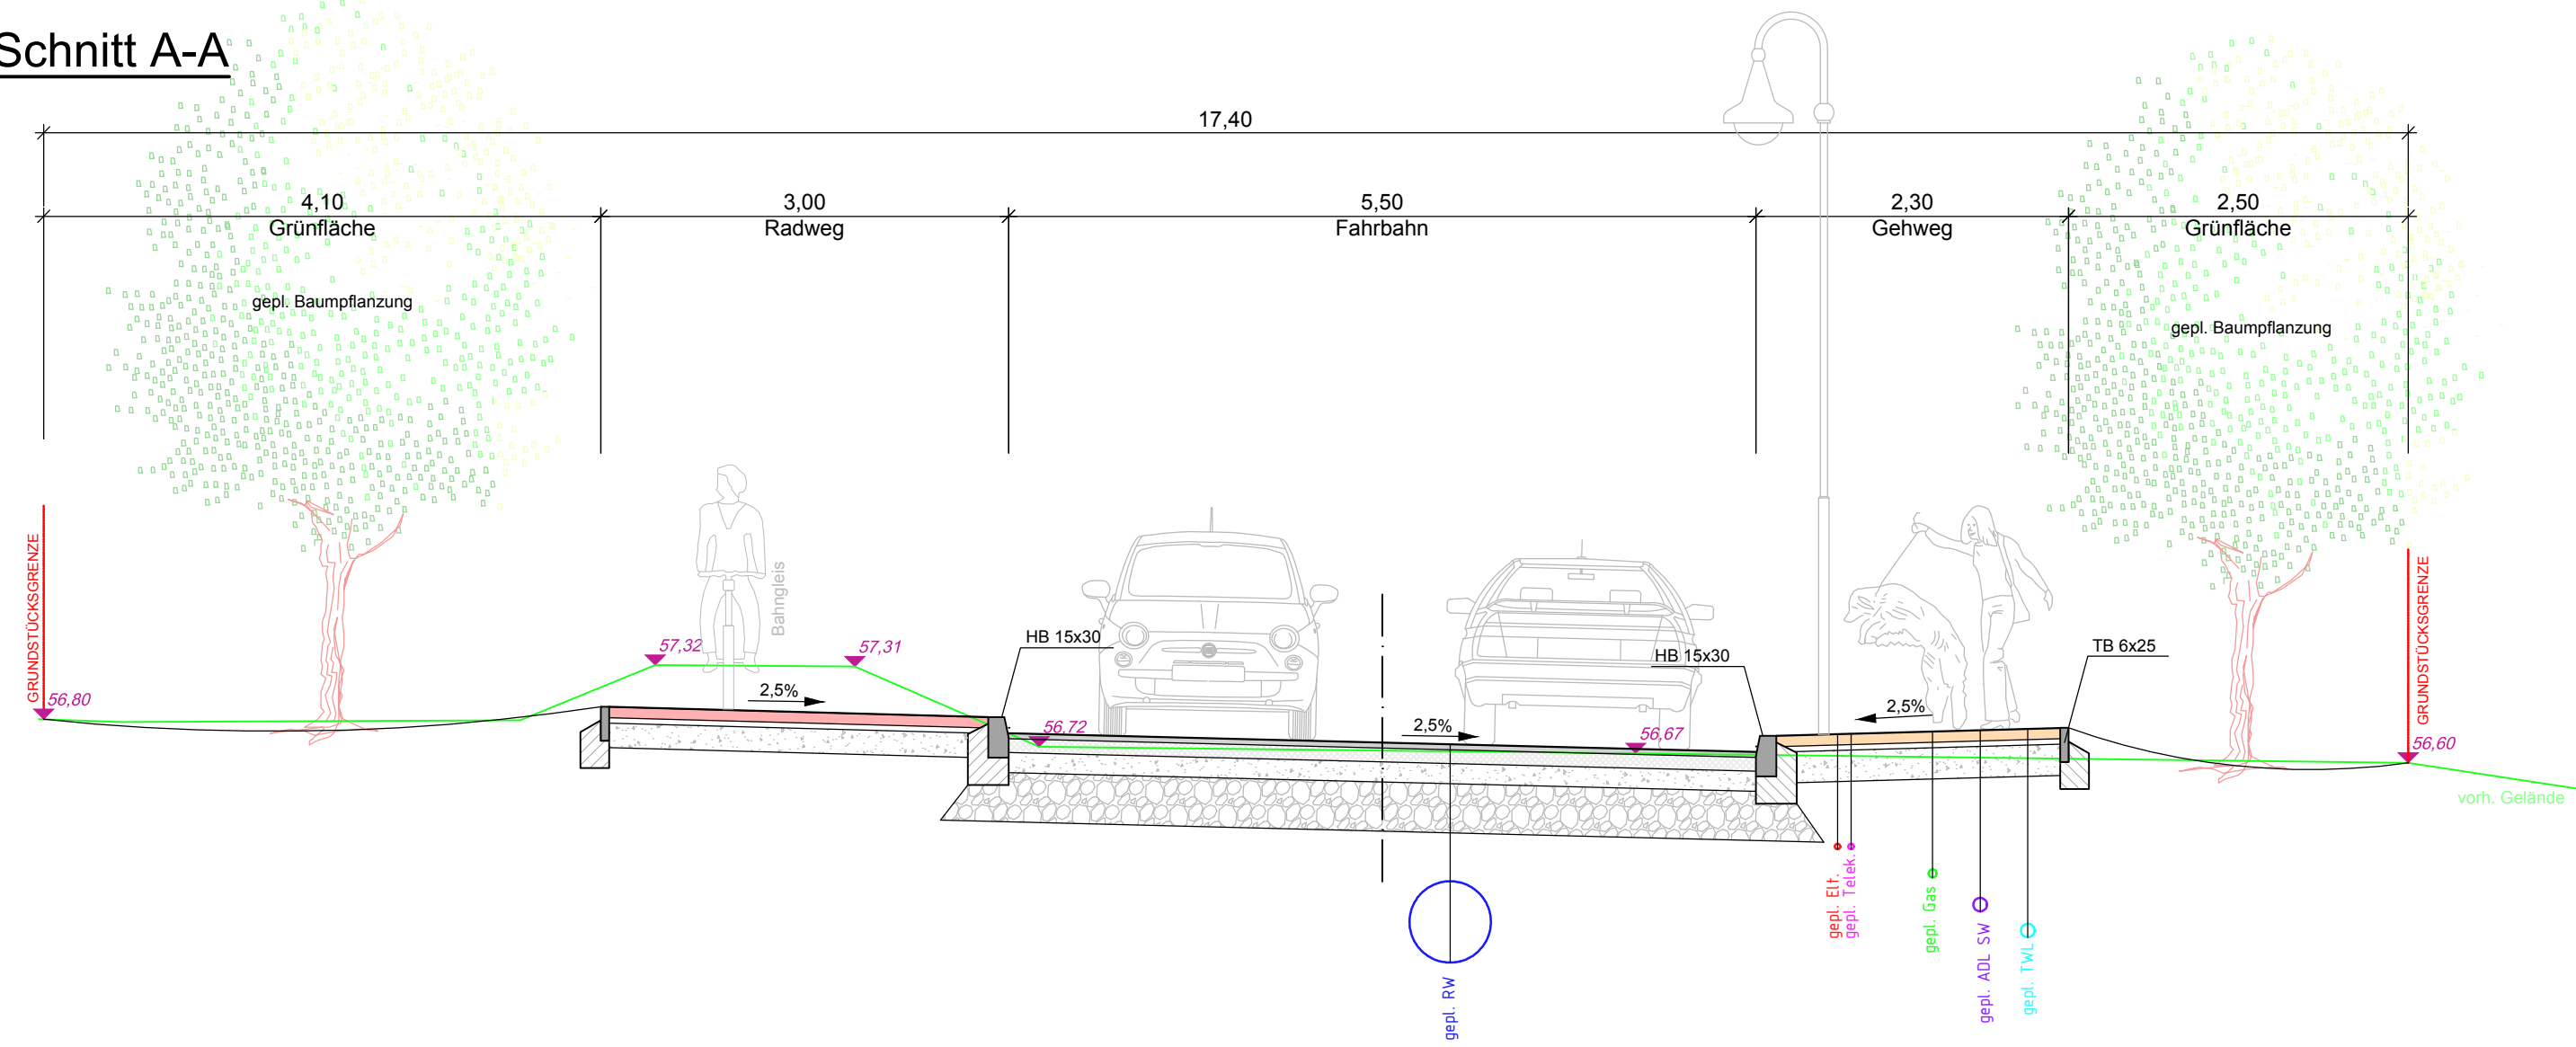 Schnitt A-A
17,40
4,10
Grünfläche
3,00
Radweg
5,50
Fahrbahn
2,30
Gehweg
2,50
Grünfläche
gepl. Baumpflanzung
gepl. Baumpflanzung
GRUNDSTÜCKSGRENZE
56,80
57,32
Bahngleis
57,31
2,5%
HB 15x30
56,72
2,5%
HB 15x30
56,67
2,5%
TB 6x25
GRUNDSTÜCKSGRENZE
56,60
vorh. Gelände
gepl. RW
gepl. Elt.
gepl. Telek.
gepl. Gas
gepl. ADL SW
gepl. TWL